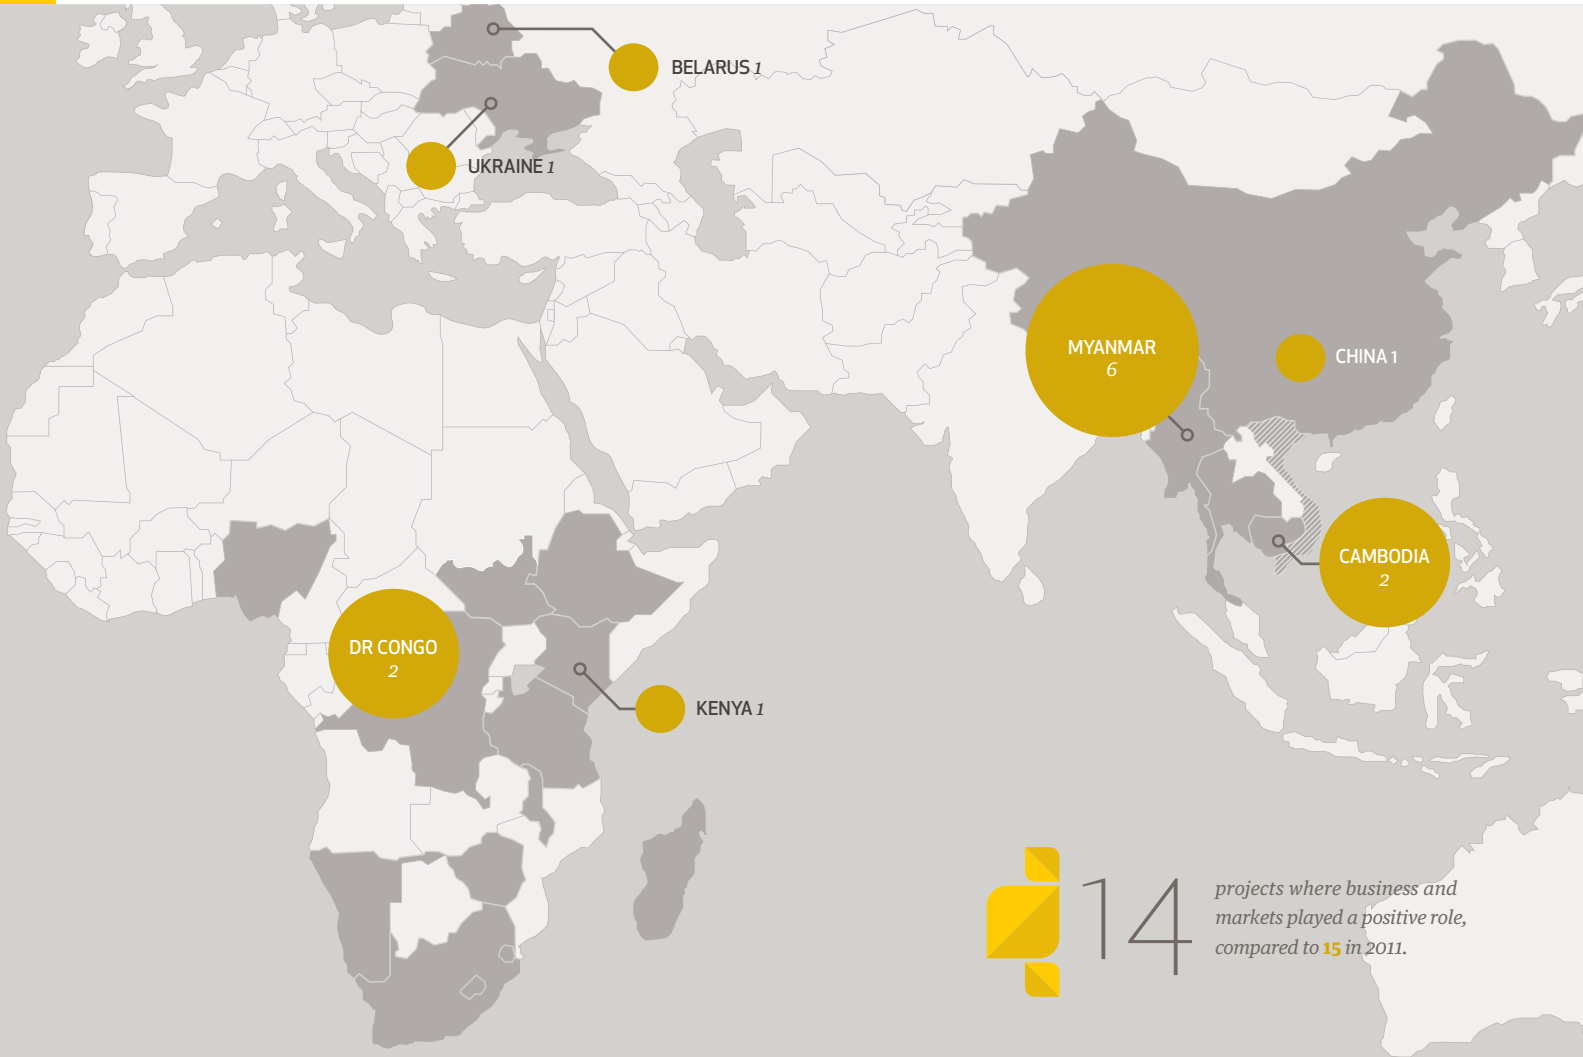 BELARUS 1
UKRAINE 1
MYANMAR
6
CHINA 1
CAMBODIA
2
DR CONGO
2
KENYA 1
14
projects where business and
markets played a positive role,
compared to 15 in 2011.